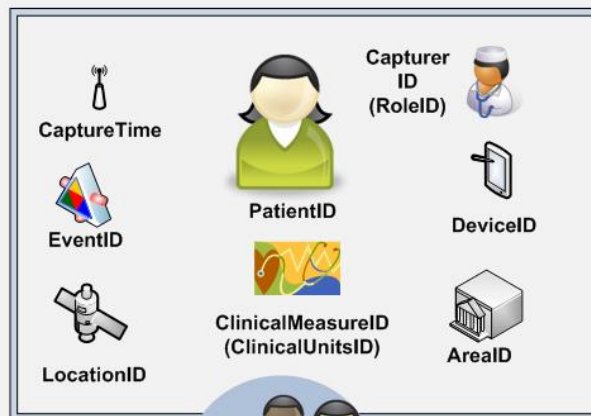 CaptureTime
EventID
LocationID
PatientID
ClinicalMeasureID
(ClinicalUnitsID)
Capturer
ID
(RoleID)
DeviceID
AreaID